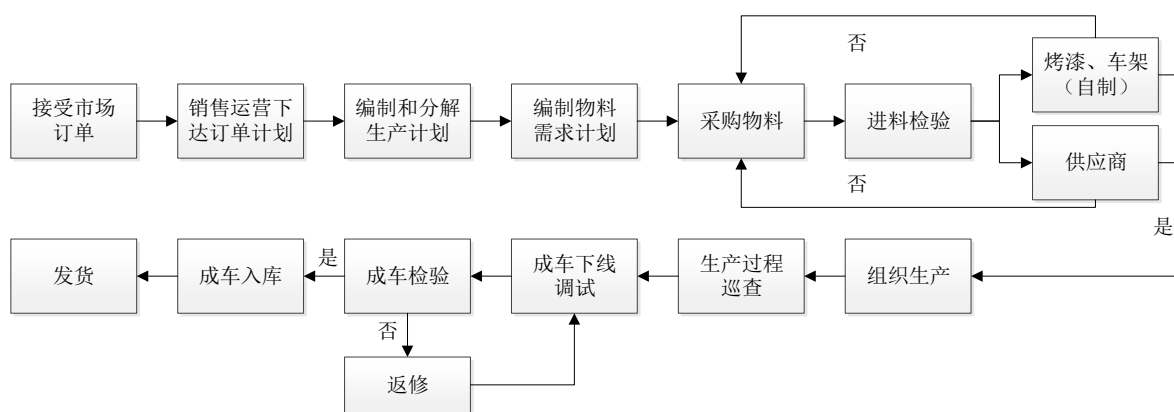 否
烤漆、车架
（自制）
接受市场
订单
销售运营下
达订单计划
编制和分解
生产计划
编制物料
需求计划
采购物料
进料检验
供应商
否
是
发货
成车入库
是
成车检验
成车下线
调试
生产过程
巡查
组织生产
否
返修